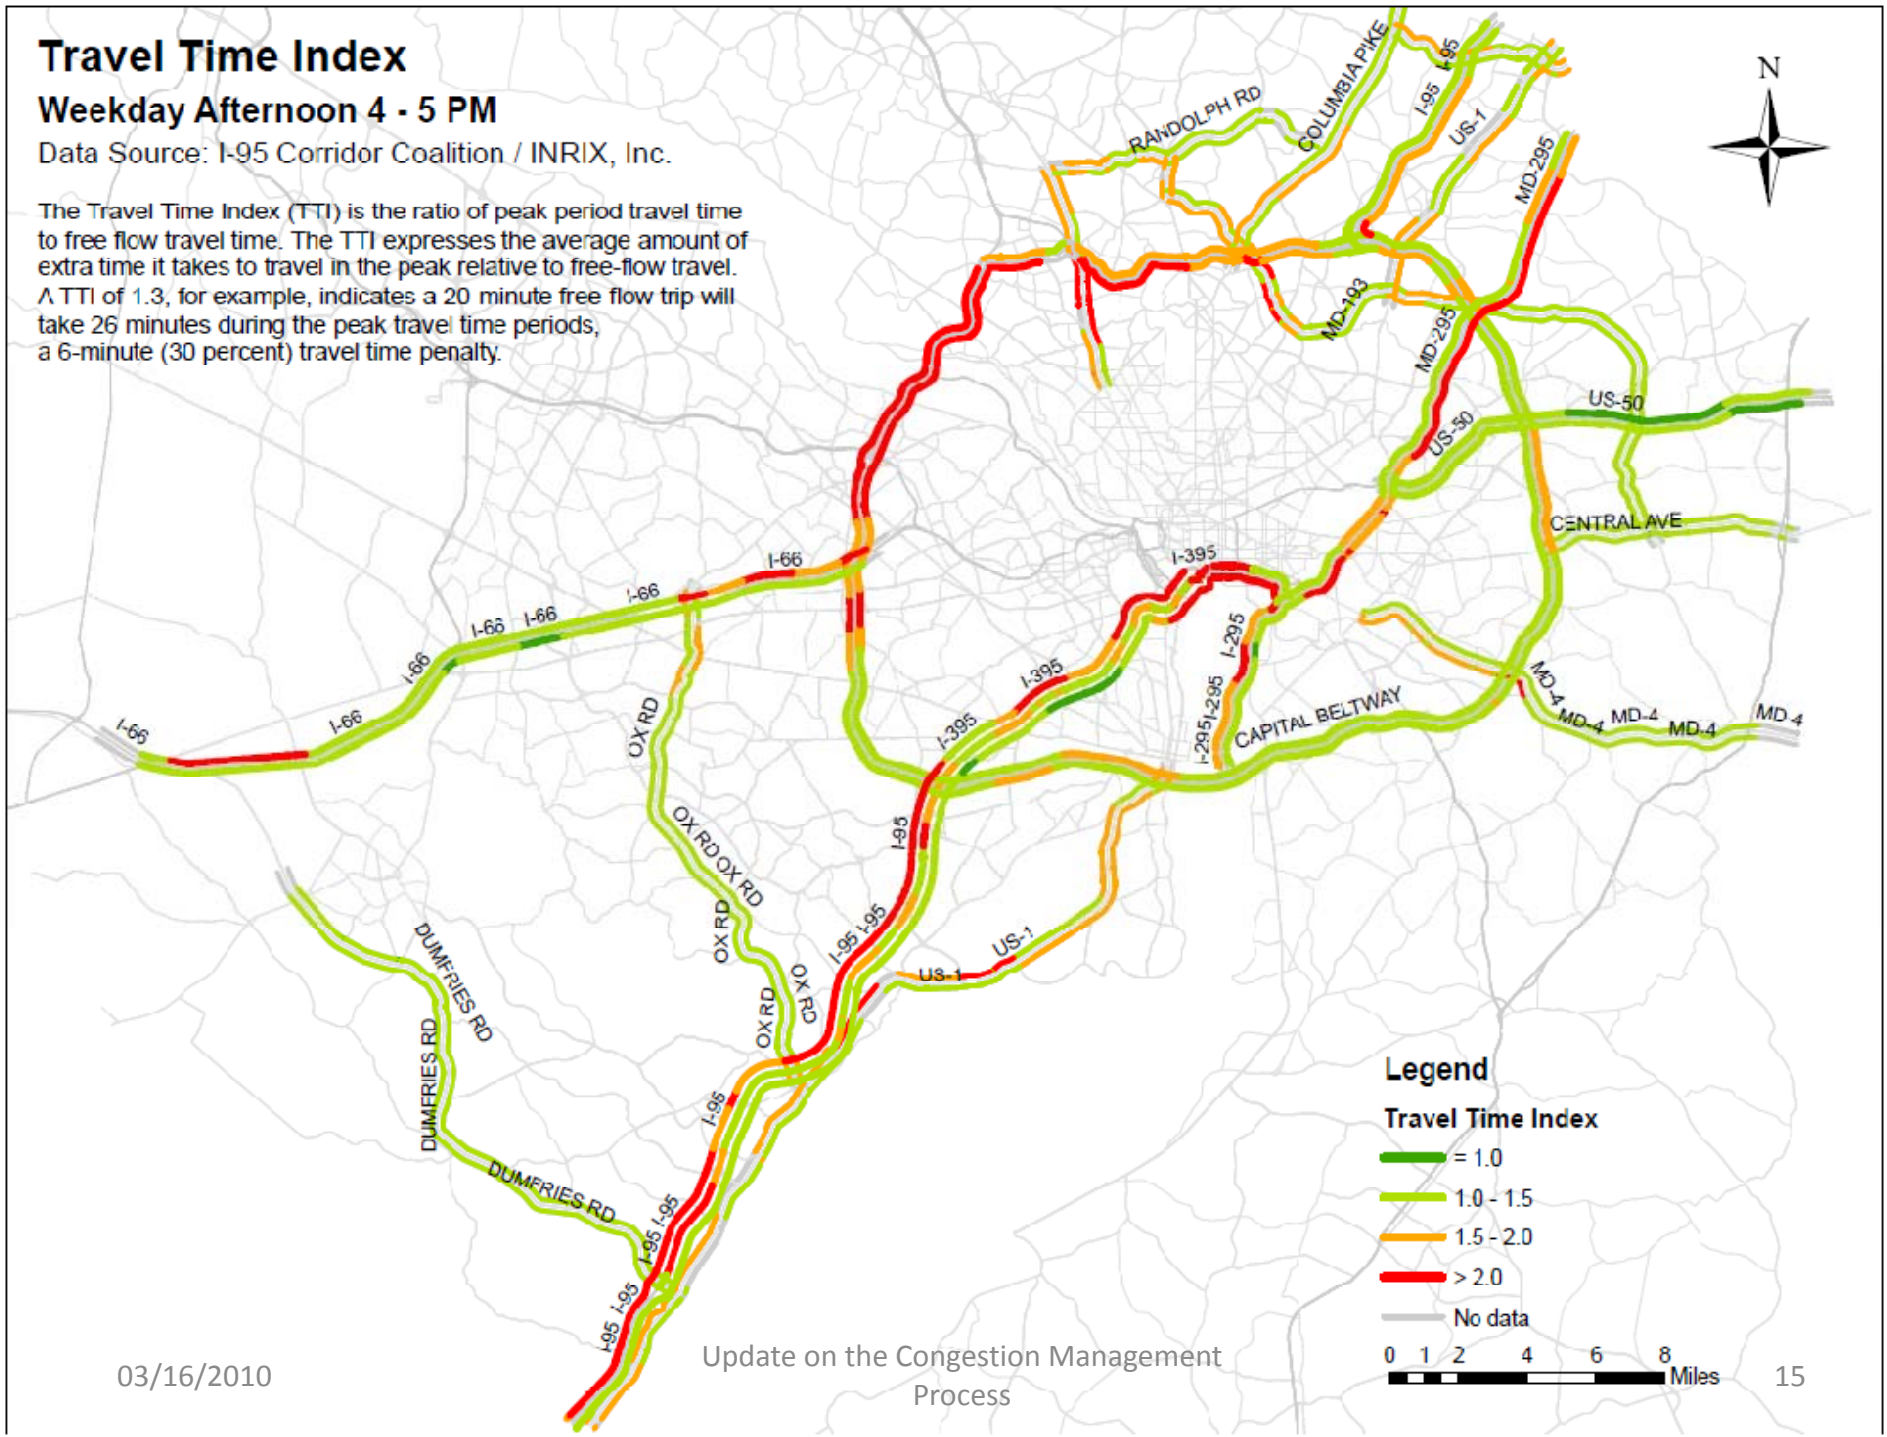 Travel Time Index
Weekday Afternoon 4 - 5 PM
Data Source: I-95 Corridor Coalition / INRIX, Inc.
The Travel Time Index (TTI) is the ratio of peak period travel time
to free flow travel time. The TTI expresses the average amount of
extra time it takes to travel in the peak relative to free-flow travel.
A TTI of 1.3, for example, indicates a 20 minute free flow trip will
take 26 minutes during the peak travel time periods,
a 6-minute (30 percent) travel time penalty.
N
COLUMBIA PIKE
I-95
I-95
RANDOLPH RD
US-1
MD-295
MD-193
MD-295
US-50
US-50
CENTRAL AVE
I-395
I-66
I-66
I-66
I-66
I-66
I-66
I-66
I-295
I-395
I-295
I-295
CAPITAL BELTWAY
MD-4
MD-4
MD-4
MD-4
MD-4
OX RD
I-395
I-95
OX RD
OX RD
OX RD
I-95
I-95
US-1
US-1
DUMFRIES RD
OX RD
OX RD
DUMFRIES RD
I-95
DUMFRIES RD
I-95
I-95
I-95
I-95
Legend
Travel Time Index
= 1.0
1.0 - 1.5
1.5 - 2.0
> 2.0
No data
0 1 2 4 6 8
Miles
03/16/2010
Update on the Congestion Management
Process
15